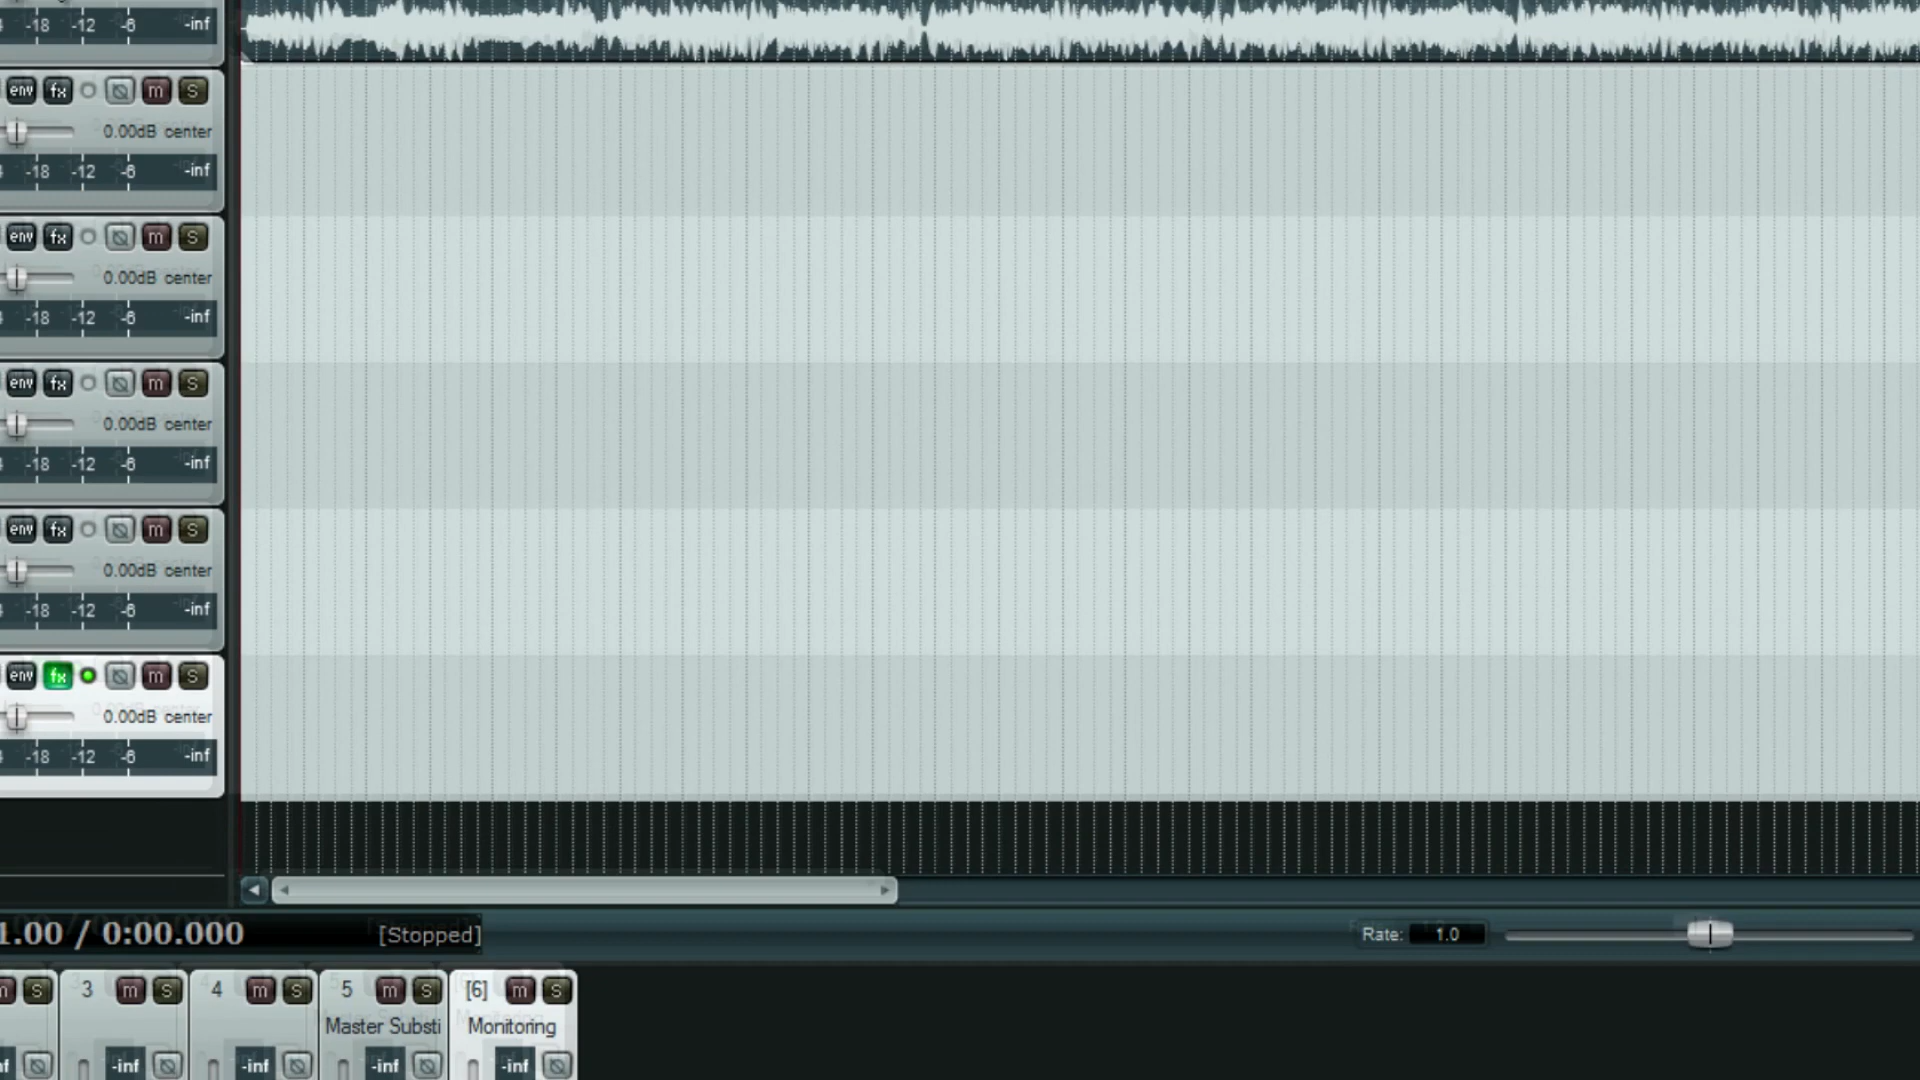 -18 -12 -6 -inf
env fx m S
0.00dB center
-18 -12 -6 -inf
env fx m S
0.00dB center
-18 -12 -6 -inf
env fx m S
0.00dB center
-18 -12 -6 -inf
env fx m S
0.00dB center
-18 -12 -6 -inf
env fx m S
0.00dB center
-18 -12 -6 -inf
1.00 / 0:00.000 [Stopped] Rate: 1.0
m S 3 m S 4 m S 5 m S [6] m S
Master Substi Monitoring
-inf -inf -inf -inf